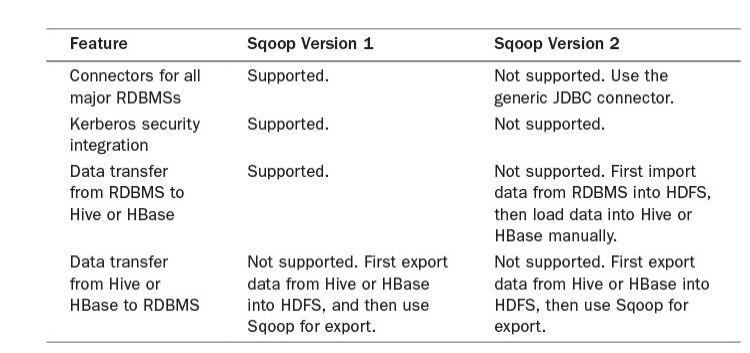 Feature Sqoop Version 1 Sqoop Version 2
Connectors for all Supported. Not supported. Use the
major RDBMSs generic JDBC connector.
Kerberos security Supported. Not supported.
integration
Data transfer Supported. Not supported. First import
from RDBMS to data from RDBMS into HDFS,
Hive or HBase then load data into Hive or
HBase manually.
Data transfer Not supported. First export Not supported. First export
from Hive or data from Hive or HBase data from Hive or HBase into
HBase to RDBMS into HDFS, and then use HDFS, then use Sqoop for
Sqoop for export. export.